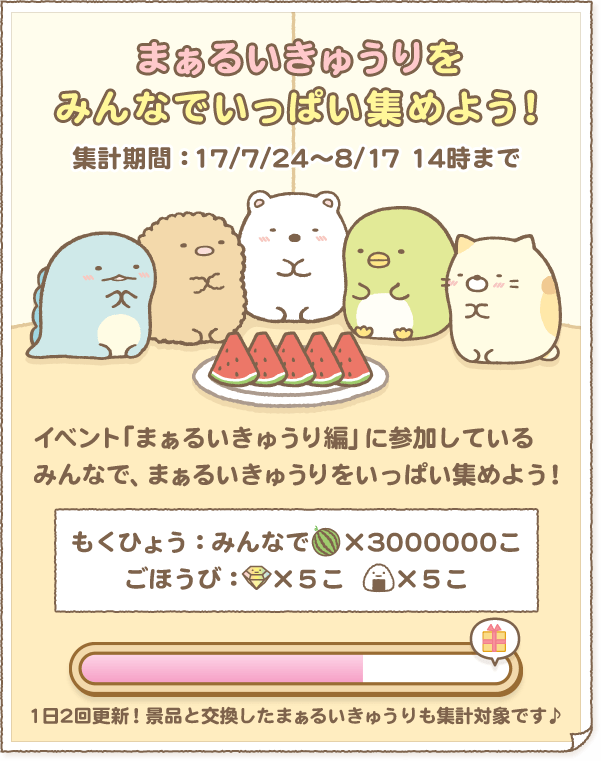 まぁるいきゅうりを
みんなでいっぱい集めよう！
集計期間：17/7/24～8/17 14時まで
イベント「まぁるいきゅうり編」に参加している
みんなで、まぁるいきゅうりをいっぱい集めよう！
もくひょう：みんなで×3000000こ
ごほうび：×５こ ×５こ
1日2回更新！景品と交換したまぁるいきゅうりも集計対象です♪